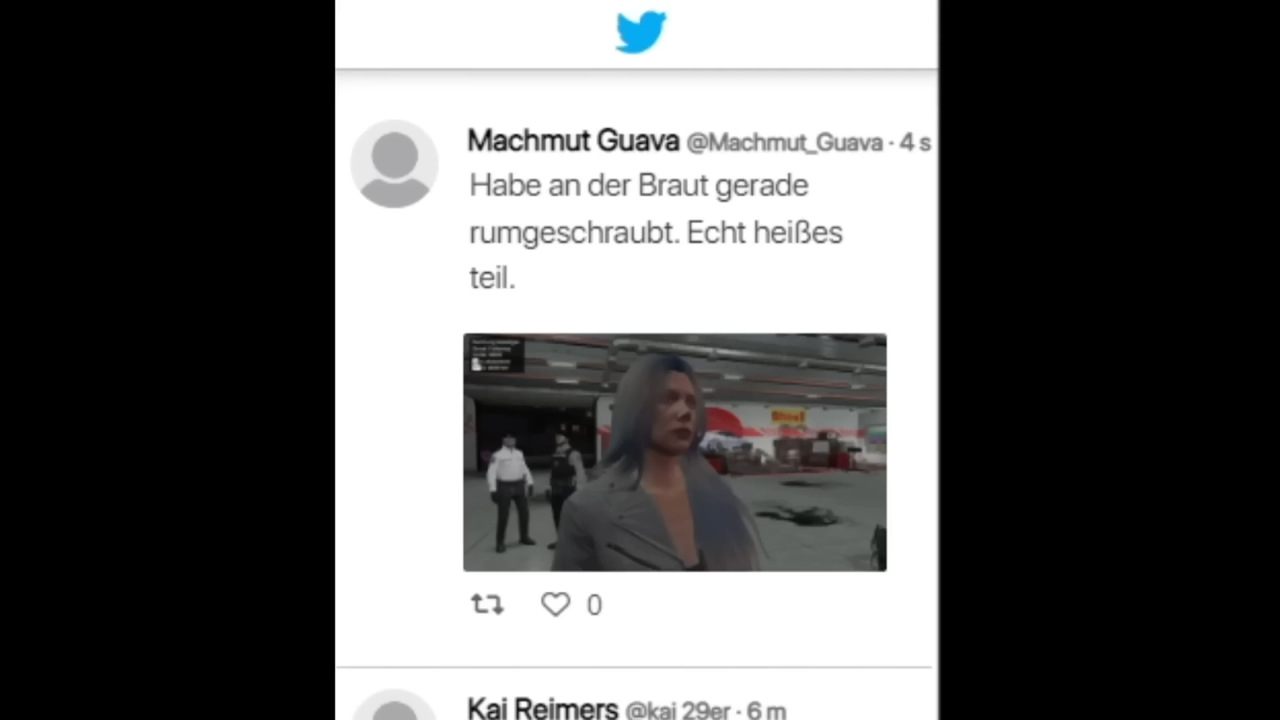 Machmut Guava @Machmut_Guava · 4 s
Habe an der Braut gerade
rumgeschraubt. Echt heißes
teil.
0
Kai Reimers @kai 29er · 6 m